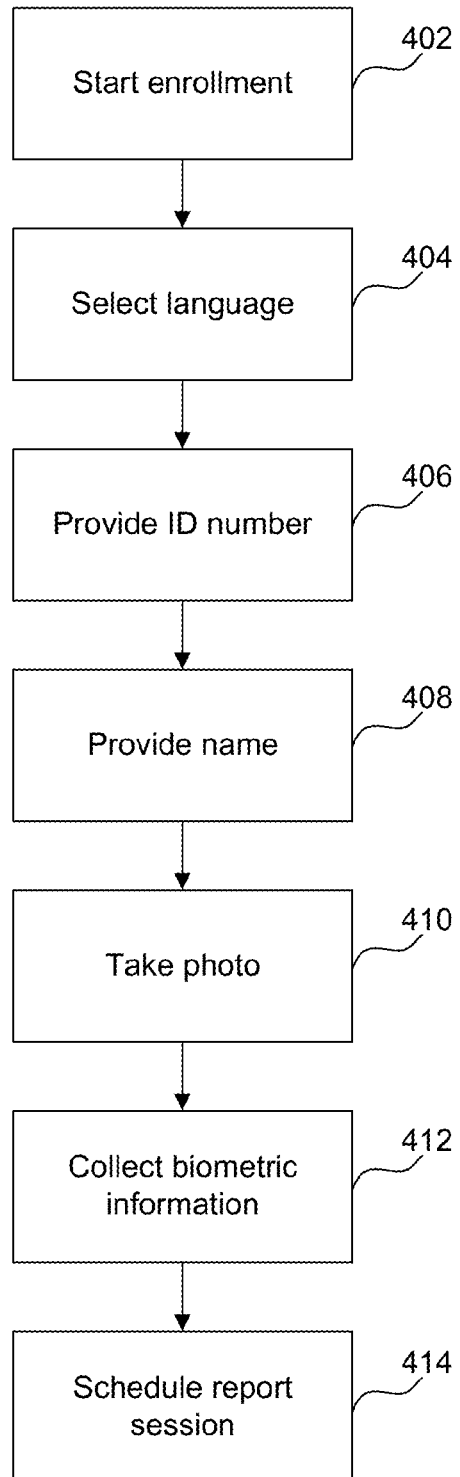 402
Start enrollment
404
Select language
406
Provide ID number
408
Provide name
410
Take photo
412
Collect biometric
information
414
Schedule report
session